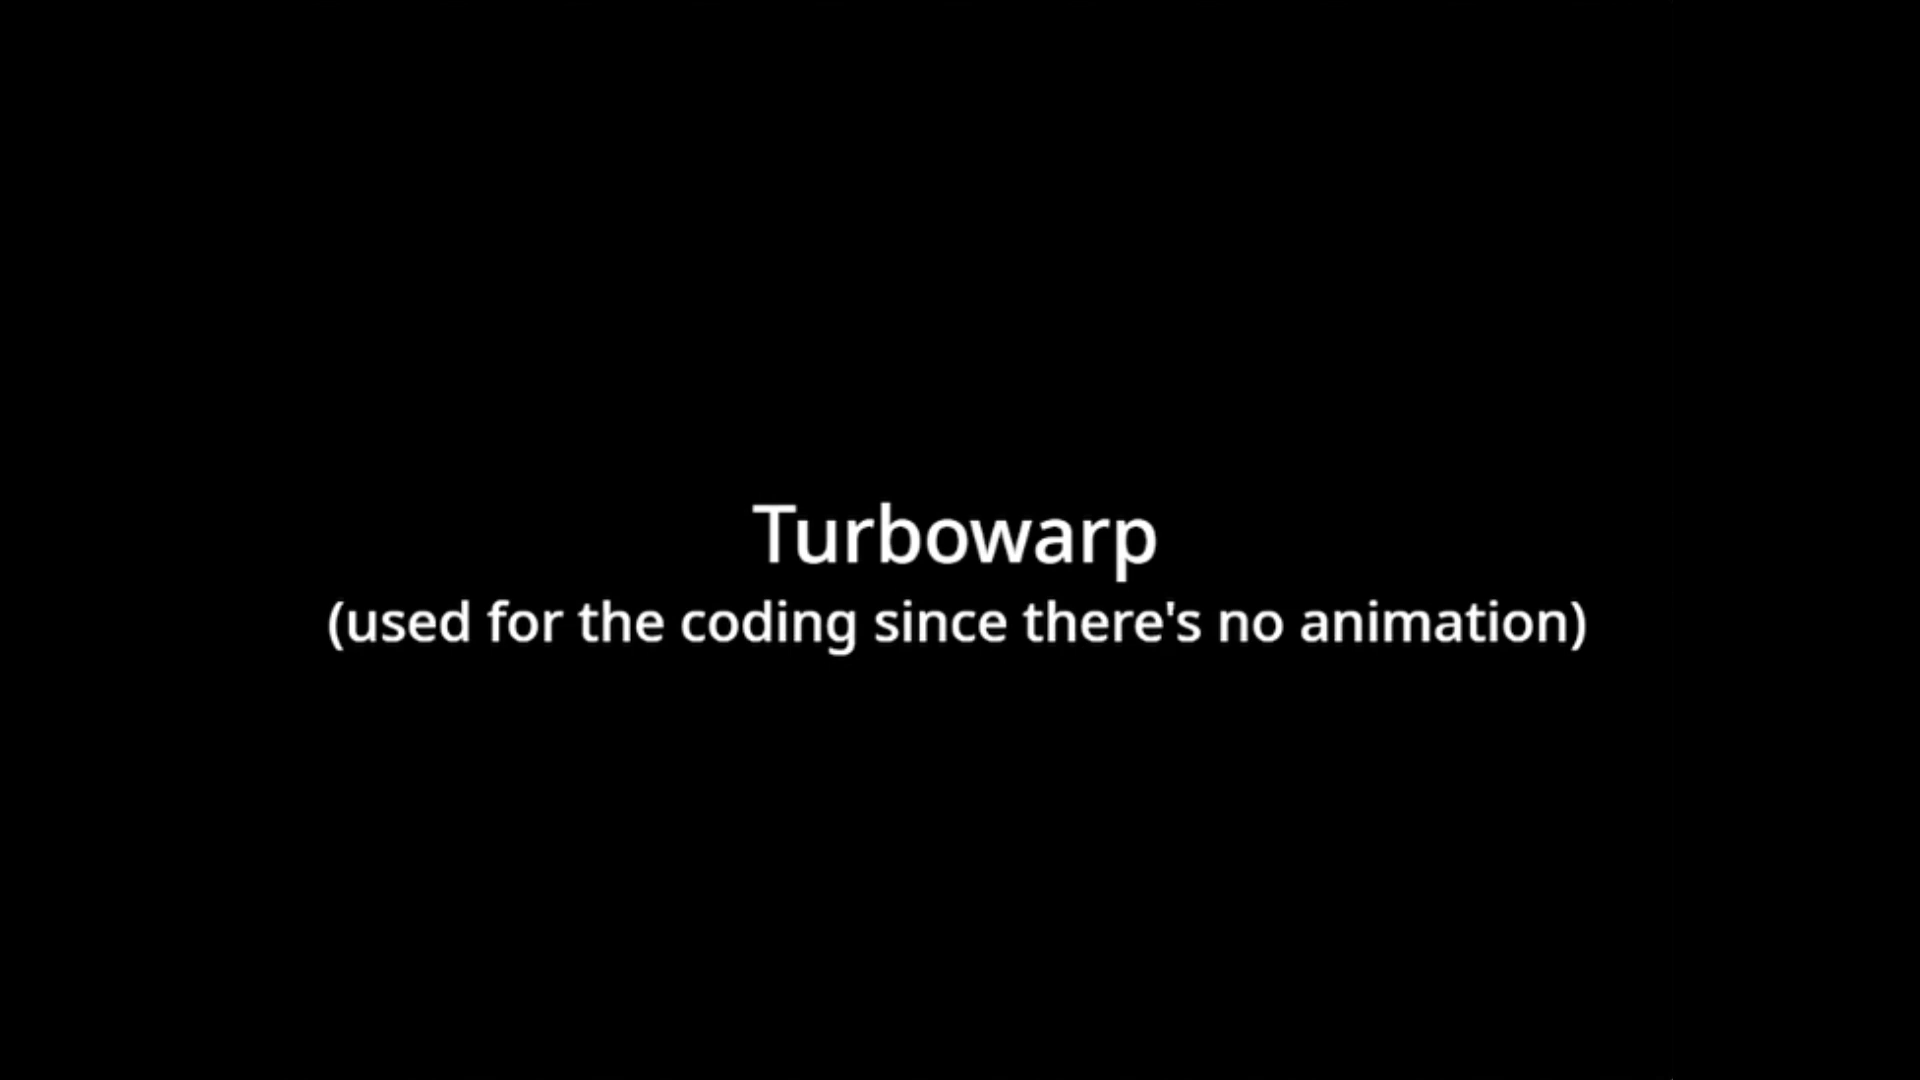 Turbowarp
(used for the coding since there's no animation)